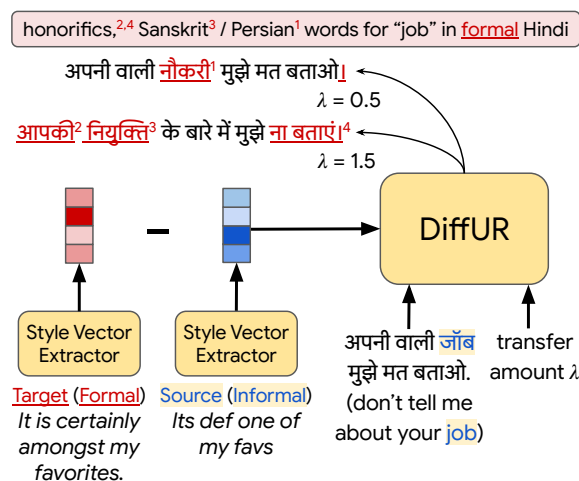 honorifics,2,4 Sanskrit3 / Persian1 words for “job” in formal Hindi
अपनी वाली नौकरी1 मुझे मत बताओ।
λ = 0.5
आपकी2 नियुक्ति3 के बारे में मुझे ना बताएं।4
λ = 1.5
DiffUR
Style Vector
Extractor
Style Vector
Extractor
Target (Formal)
It is certainly
amongst my
favorites.
Source (Informal)
Its def one of
my favs
अपनी वाली जॉब
मुझे मत बताओ.
(don't tell me
about your job)
transfer
amount λ